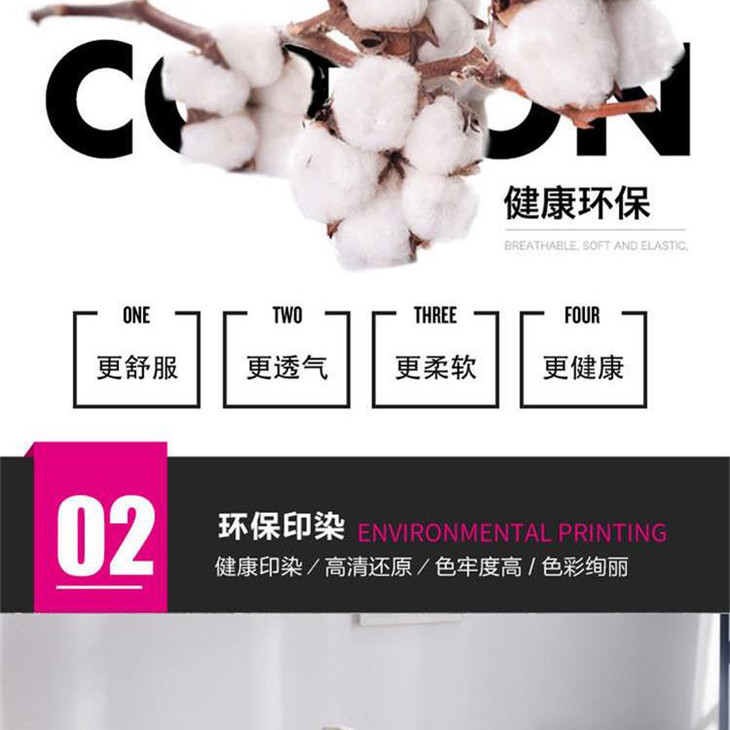 COTTON
健康环保
BREATHABLE, SOFT AND ELASTIC,
ONE
更舒服
TWO
更透气
THREE
更柔软
FOUR
更健康
02
环保印染 ENVIRONMENTAL PRINTING
健康印染 / 高清还原 / 色牢度高 / 色彩绚丽